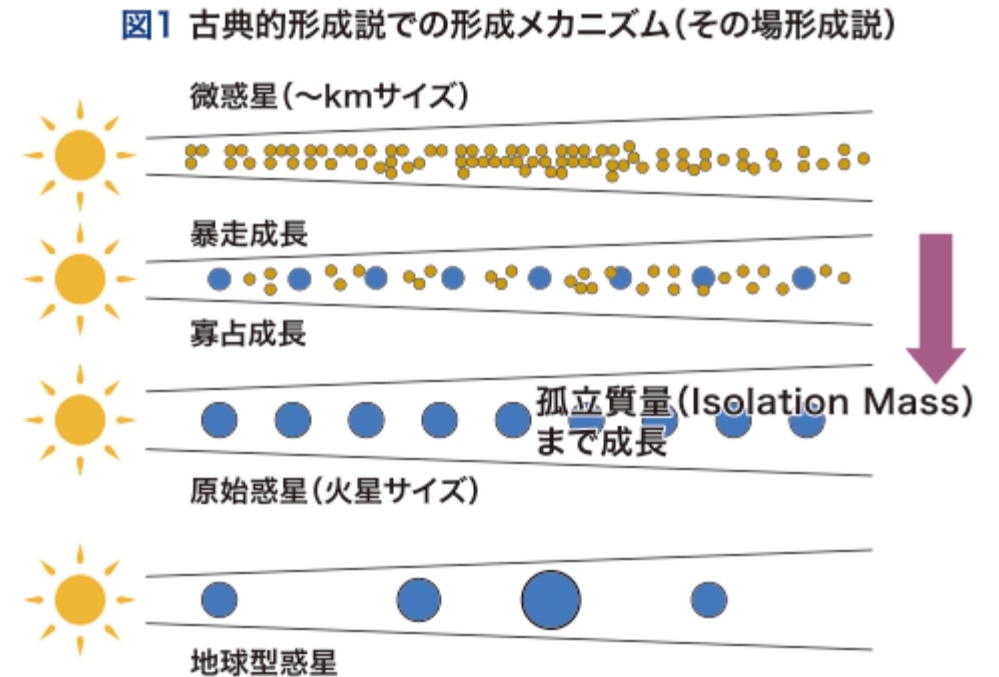 図1 古典的形成説での形成メカニズム(その場形成説)
微惑星(～kmサイズ)
暴走成長
寡占成長
孤立質量(Isolation Mass)
まで成長
原始惑星(火星サイズ)
地球型惑星